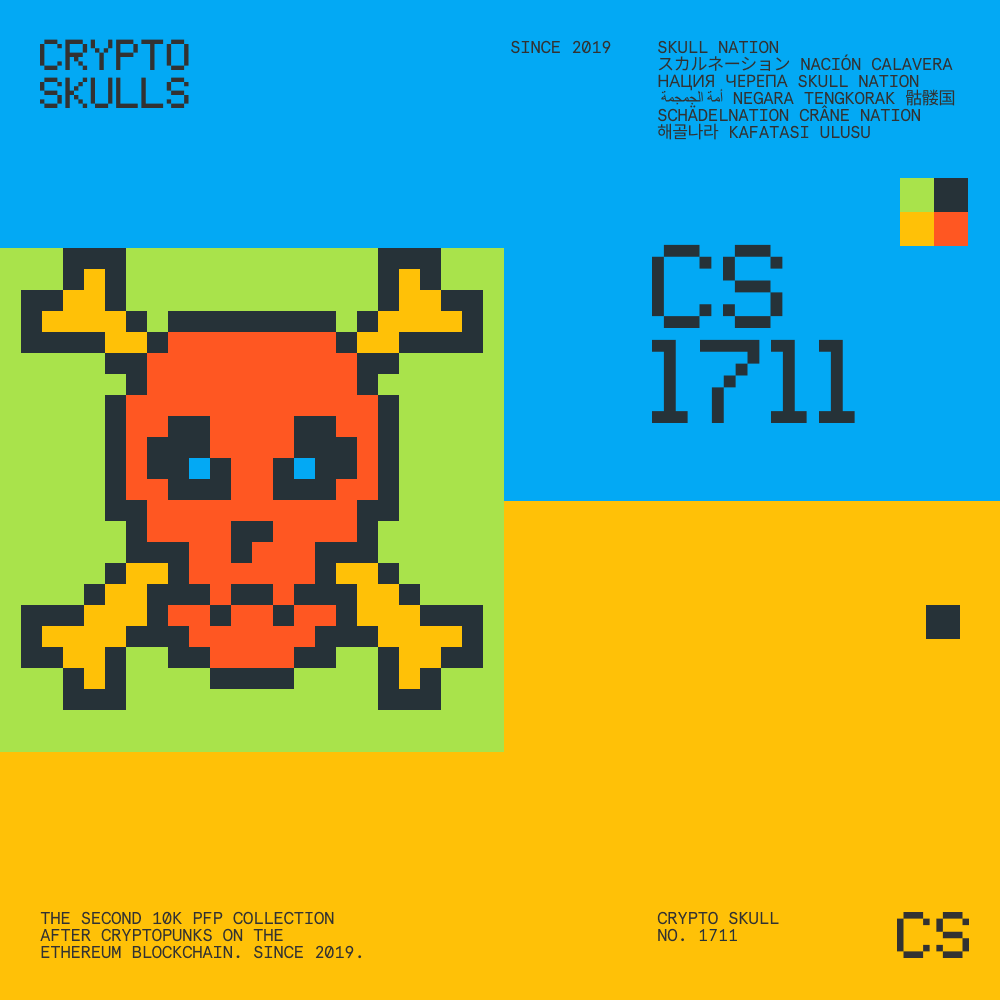 CRYPTO
SKULLS
SINCE 2019
SKULL NATION
スカルネーション NACIÓN CALAVERA
НАЦИЯ ЧЕРЕПА SKULL NATION
أمة الجمجمة NEGARA TENGKORAK 骷髅国
SCHÄDELNATION CRÂNE NATION
해골나라 KAFATASI ULUSU
CS
1711
THE SECOND 10K PFP COLLECTION
AFTER CRYPTOPUNKS ON THE
ETHEREUM BLOCKCHAIN. SINCE 2019.
CRYPTO SKULL
NO. 1711
CS